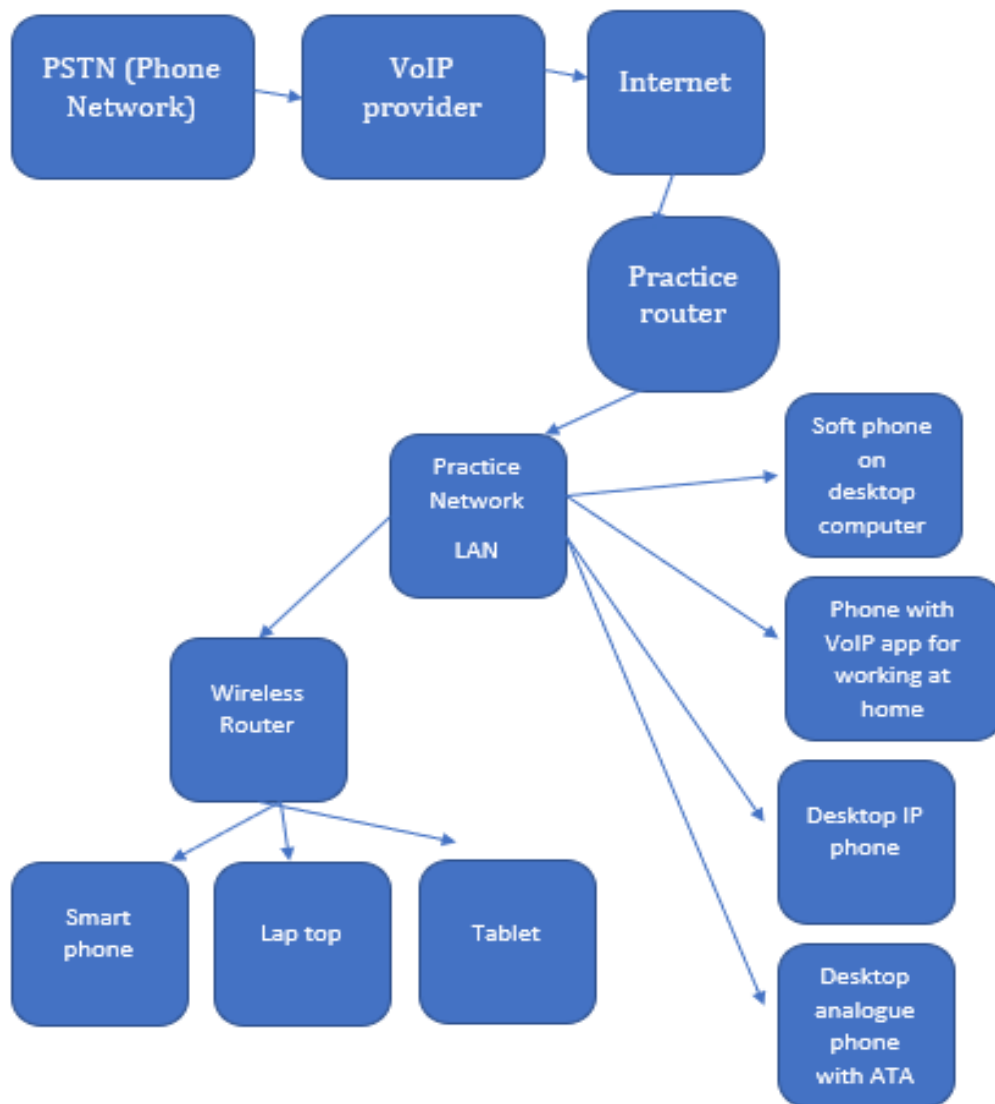 PSTN (Phone
Network)
VoIP
provider
Internet
Practice
router
Practice
Network
LAN
Soft phone
on
desktop
computer
Phone with
VoIP app for
working at
home
Wireless
Router
Desktop IP
phone
Smart
phone
Lap top
Tablet
Desktop
analogue
phone
with ATA